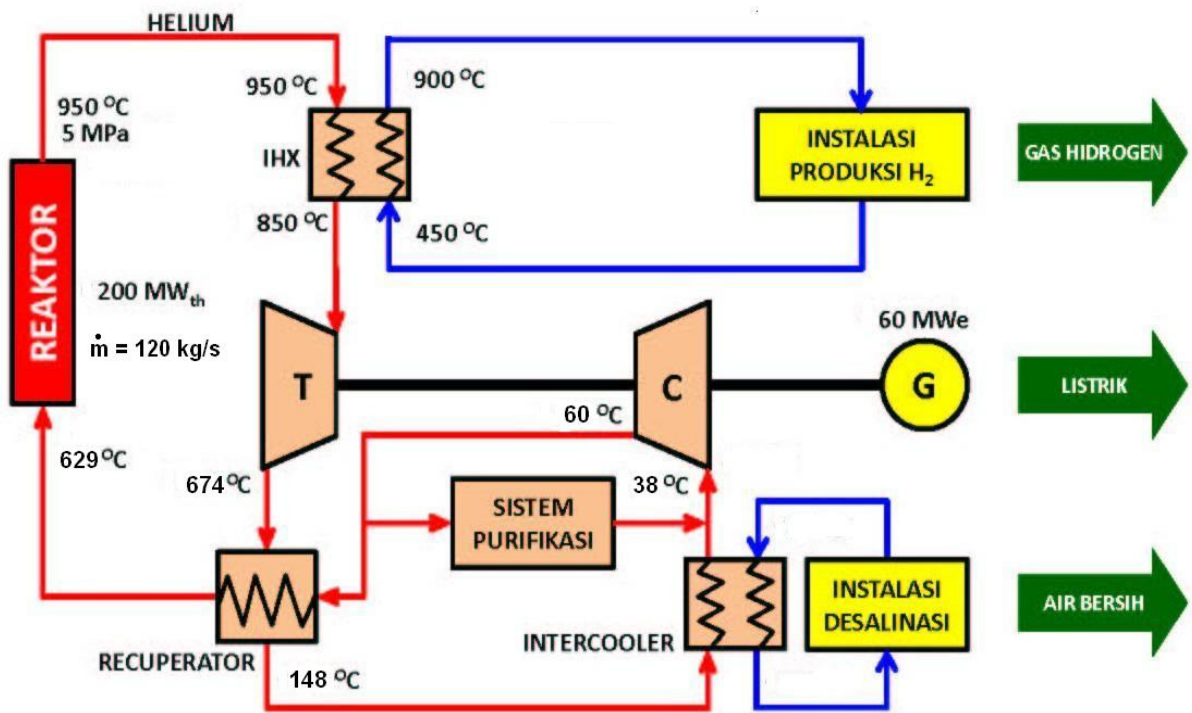 HELIUM
950 °C
5 MPa
950 °C
900 °C
IHX
850 °C
450 °C
INSTALASI
PRODUKSI H₂
GAS HIDROGEN
REAKTOR
200 MWth
ṁ = 120 kg/s
T
C
60 MWe
G
LISTRIK
60 °C
629 °C
674 °C
38 °C
SISTEM
PURIFIKASI
RECUPERATOR
148 °C
INTERCOOLER
INSTALASI
DESALINASI
AIR BERSIH